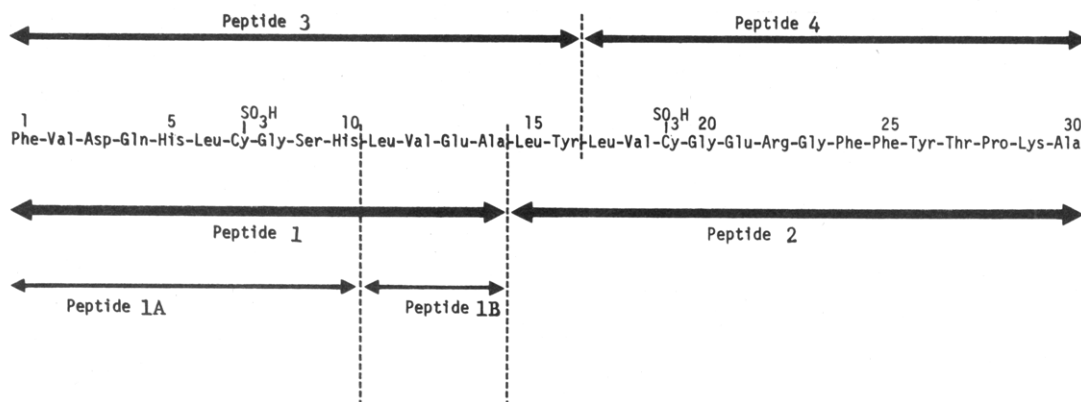 Peptide 3 Peptide 4
SO3H SO3H
1 5 10 15 20 25 30
Phe-Val-Asp-Gln-His-Leu-Cy-Gly-Ser-His-Leu-Val-Glu-Ala-Leu-Tyr-Leu-Val-Cy-Gly-Glu-Arg-Gly-Phe-Phe-Tyr-Thr-Pro-Lys-Ala
Peptide 1 Peptide 2
Peptide 1A Peptide 1B